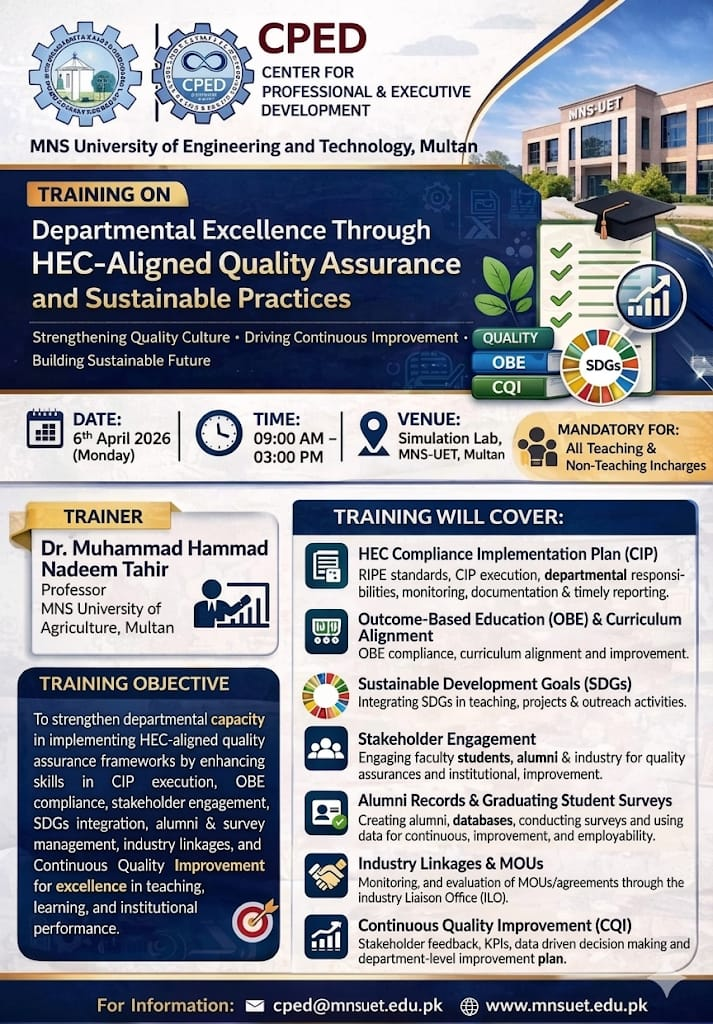 CPED
CENTER FOR
PROFESSIONAL & EXECUTIVE
DEVELOPMENT
CPED
MNS University of Engineering and Technology, Multan
MNS-UET
TRAINING ON
Departmental Excellence Through
HEC-Aligned Quality Assurance
and Sustainable Practices
Strengthening Quality Culture • Driving Continuous Improvement •
Building Sustainable Future
QUALITY
OBE
CQI
SDGs
DATE:
6th April 2026
(Monday)
TIME:
09:00 AM –
03:00 PM
VENUE:
Simulation Lab,
MNS-UET, Multan
MANDATORY FOR:
All Teaching &
Non-Teaching Incharges
TRAINER
Dr. Muhammad Hammad
Nadeem Tahir
Professor
MNS University of
Agriculture, Multan
TRAINING OBJECTIVE
To strengthen departmental capacity
in implementing HEC-aligned quality
assurance frameworks by enhancing
skills in CIP execution, OBE
compliance, stakeholder engagement,
SDGs integration, alumni & survey
management, industry linkages, and
Continuous Quality Improvement
for excellence in teaching,
learning, and institutional
performance.
TRAINING WILL COVER:
HEC Compliance Implementation Plan (CIP)
RIPE standards, CIP execution, departmental responsi-
bilities, monitoring, documentation & timely reporting.
Outcome-Based Education (OBE) & Curriculum
Alignment
OBE compliance, curriculum alignment and improvement.
Sustainable Development Goals (SDGs)
Integrating SDGs in teaching, projects & outreach activities.
Stakeholder Engagement
Engaging faculty students, alumni & industry for quality
assurances and institutional, improvement.
Alumni Records & Graduating Student Surveys
Creating alumni, databases, conducting surveys and using
data for continuous, improvement, and employability.
Industry Linkages & MOUs
Monitoring, and evaluation of MOUs/agreements through the
industry Liaison Office (ILO).
Continuous Quality Improvement (CQI)
Stakeholder feedback, KPIs, data driven decision making and
department-level improvement plan.
For Information: cped@mnsuet.edu.pk www.mnsuet.edu.pk